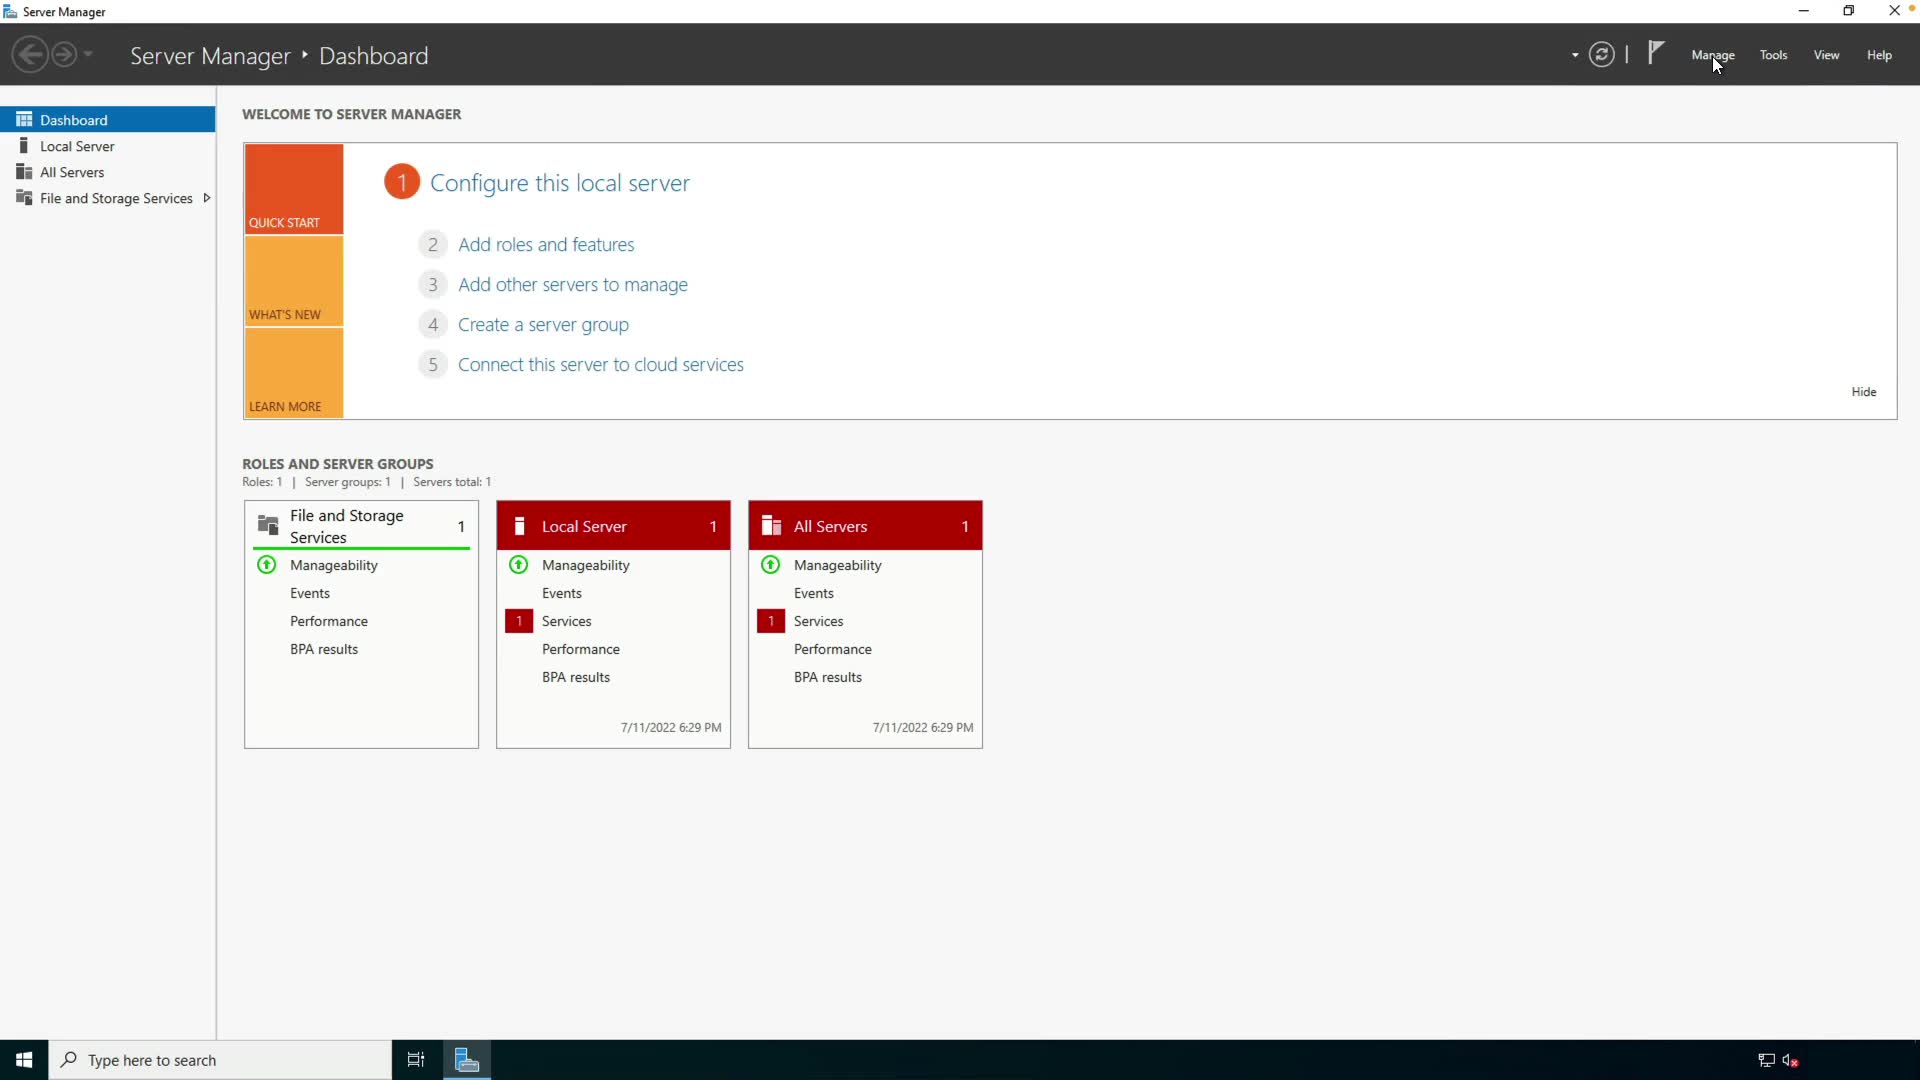 Server Manager
Server Manager ‣ Dashboard
Manage
Tools
View
Help
Dashboard
Local Server
All Servers
File and Storage Services
WELCOME TO SERVER MANAGER
QUICK START
WHAT'S NEW
LEARN MORE
1 Configure this local server
2 Add roles and features
3 Add other servers to manage
4 Create a server group
5 Connect this server to cloud services
Hide
ROLES AND SERVER GROUPS
Roles: 1 | Server groups: 1 | Servers total: 1
File and Storage
Services
1
Manageability
Events
Performance
BPA results
Local Server 1
Manageability
Events
1 Services
Performance
BPA results
7/11/2022 6:29 PM
All Servers 1
Manageability
Events
1 Services
Performance
BPA results
7/11/2022 6:29 PM
Type here to search